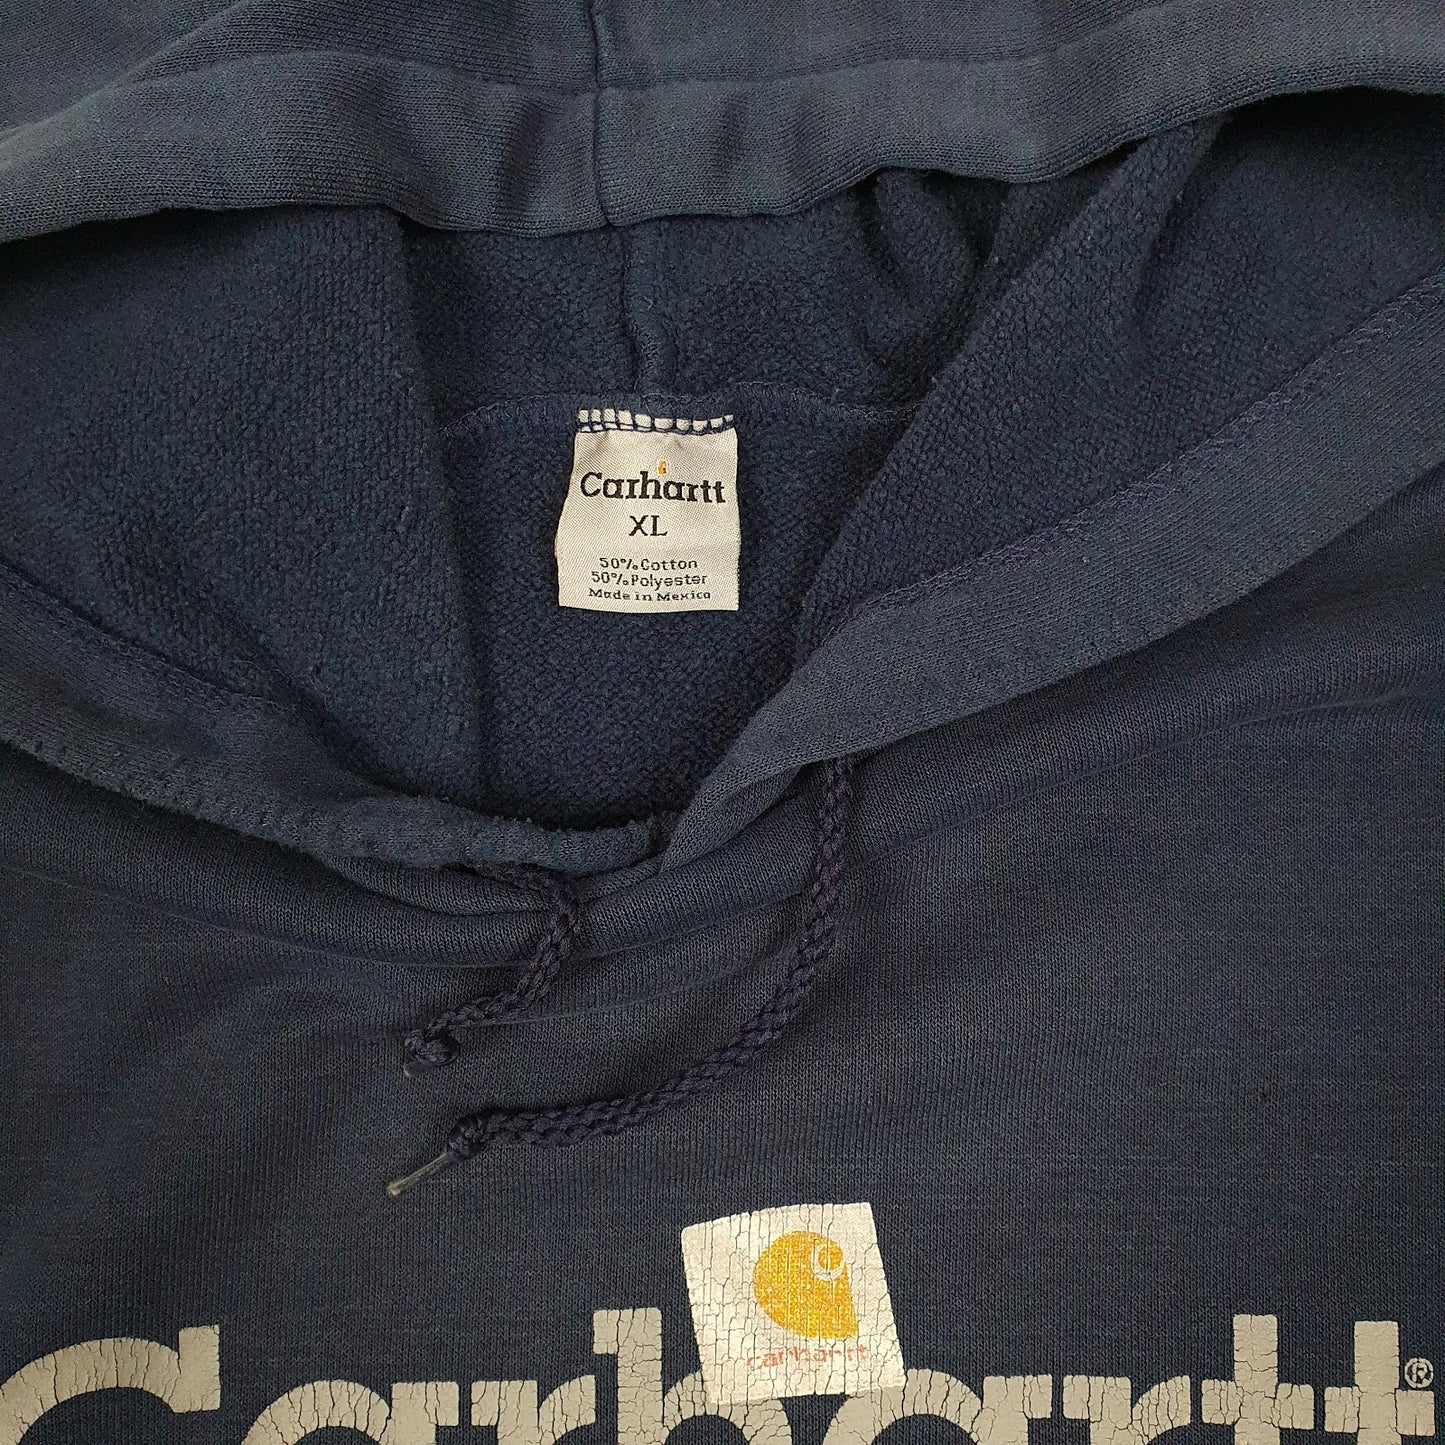 Carhartt
XL
50% Cotton
50% Polyester
Made in Mexico
carhartt
Carhartt®